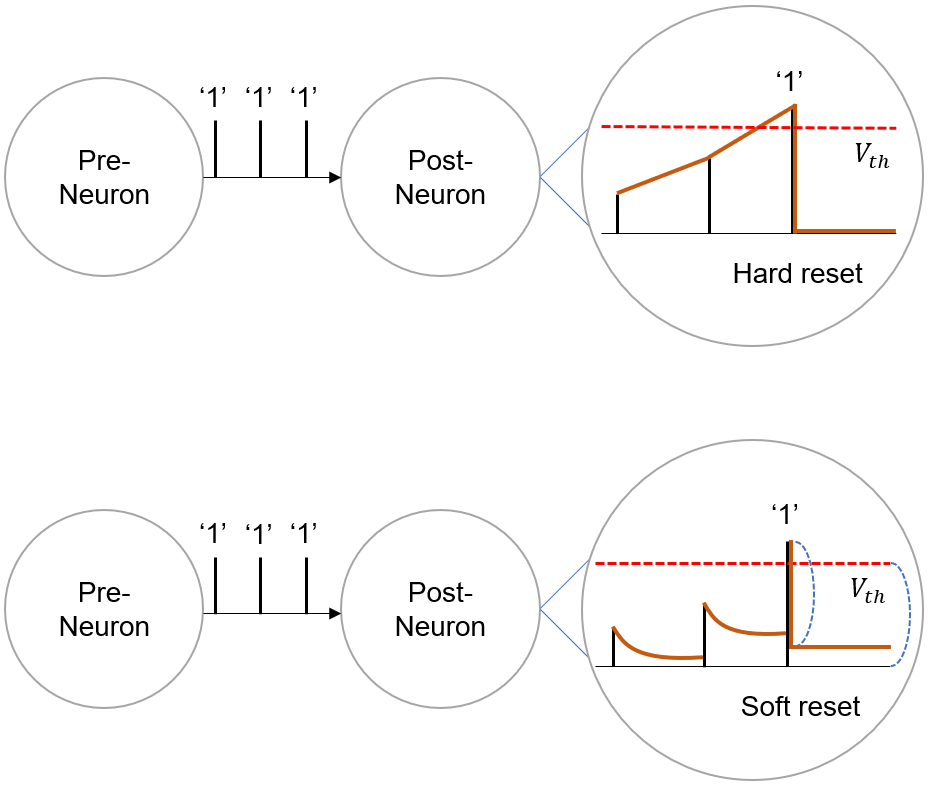 Pre-
Neuron
‘1’ ‘1’ ‘1’
Post-
Neuron
‘1’
V_th
Hard reset
Pre-
Neuron
‘1’ ‘1’ ‘1’
Post-
Neuron
‘1’
V_th
Soft reset